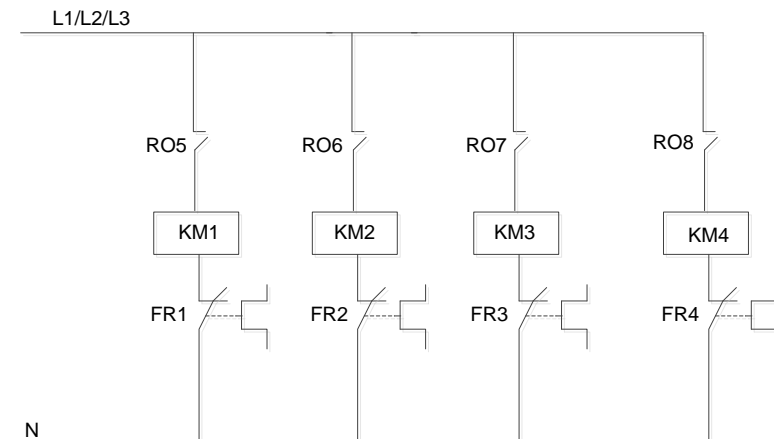 L1/L2/L3
RO5 RO6 RO7 RO8
KM1 KM2 KM3 KM4
FR1 FR2 FR3 FR4
N